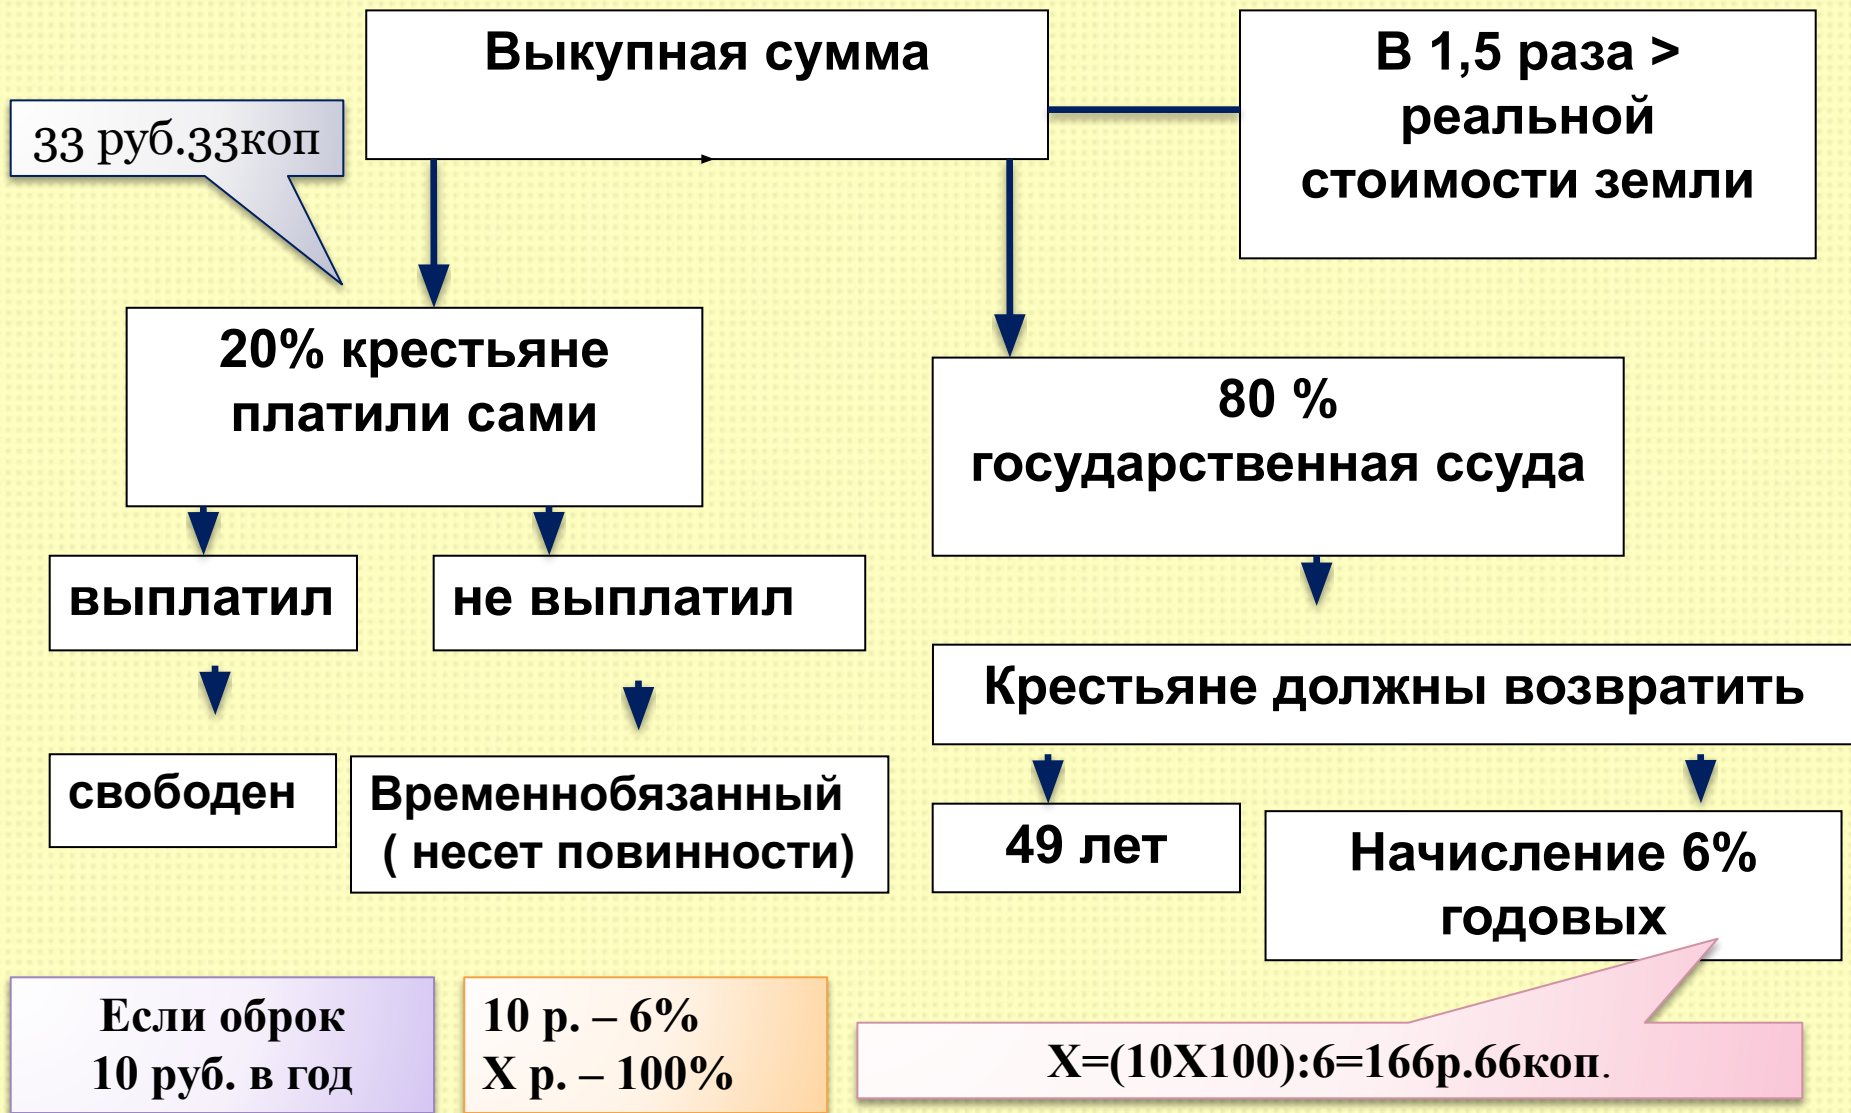 Выкупная сумма
В 1,5 раза >
реальной
стоимости земли
33 руб.33коп
20% крестьяне
платили сами
80 %
государственная ссуда
выплатил
не выплатил
Крестьяне должны возвратить
свободен
Временнобязанный
( несет повинности)
49 лет
Начисление 6%
годовых
Если оброк
10 руб. в год
10 р. – 6%
Х р. – 100%
Х=(10Х100):6=166р.66коп.